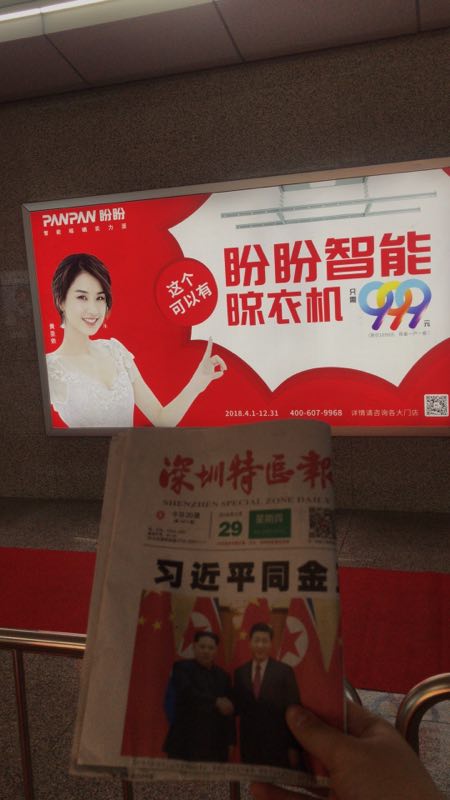 PANPAN 盼盼
智能晾晒实力派
这个
可以有
盼盼智能
晾衣机
只需
999
元
黄圣依
2018.4.1-12.31
400-607-9968
详情请咨询各大门店
深圳特區報
SHENZHEN SPECIAL ZONE DAILY
29
星期四
习近平同金